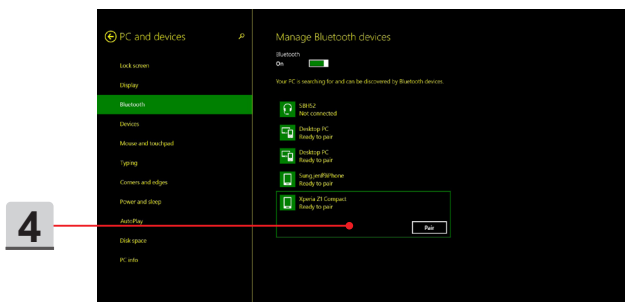 PC and devices
Lock screen
Display
Bluetooth
Devices
Mouse and touchpad
Typing
Corners and edges
Power and sleep
AutoPlay
Disk space
PC info
Manage Bluetooth devices
Bluetooth
On
Your PC is searching for and can be discovered by Bluetooth devices.
SBH52
Not connected
Desktop PC
Ready to pair
Desktop PC
Ready to pair
Ready to pair
Xperia Z1 Compact
Ready to pair
Pair
4